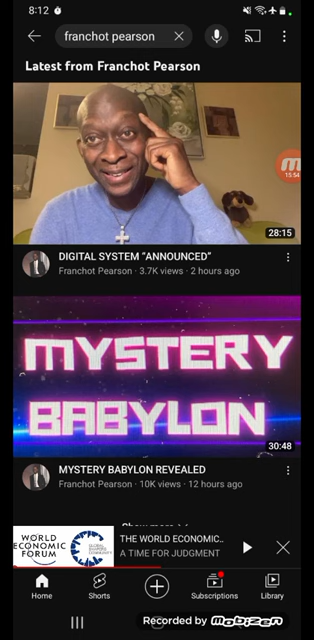 8:12
franchot pearson
Latest from Franchot Pearson
15:54
28:15
DIGITAL SYSTEM “ANNOUNCED”
Franchot Pearson · 3.7K views · 2 hours ago
MYSTERY
BABYLON
30:48
MYSTERY BABYLON REVEALED
Franchot Pearson · 10K views · 12 hours ago
WORLD
ECONOMIC
FORUM
THE WORLD ECONOMIC...
A TIME FOR JUDGMENT
Home
Shorts
Subscriptions
Library
Recorded by Mobizen